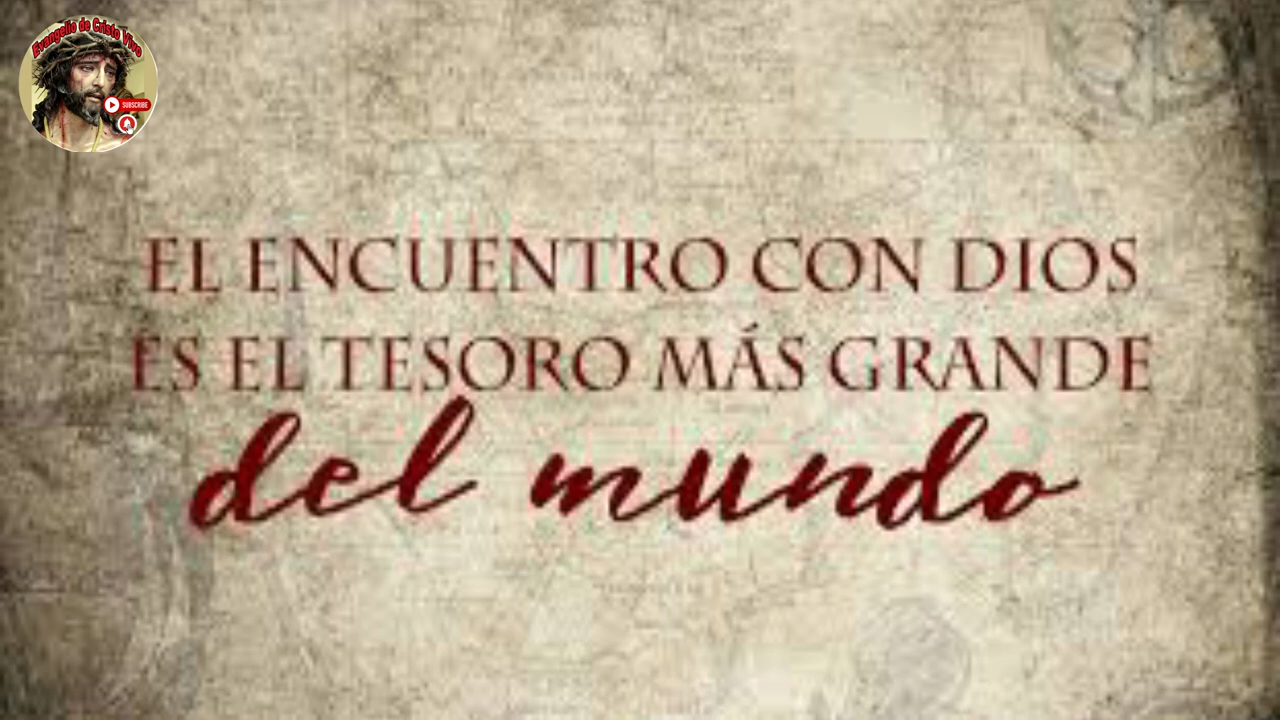 Evangelio de Cristo Vivo
SUBSCRIBE
EL ENCUENTRO CON DIOS
ES EL TESORO MÁS GRANDE
del mundo